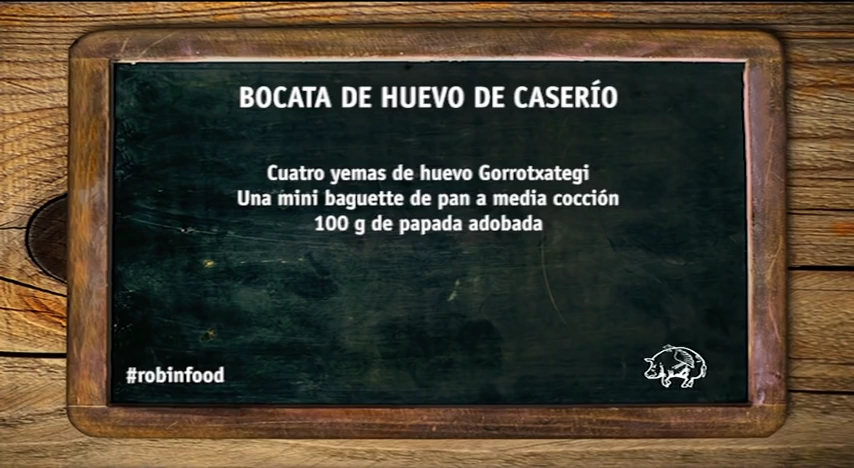 BOCATA DE HUEVO DE CASERÍO
Cuatro yemas de huevo Gorrotxategi
Una mini baguette de pan a media cocción
100 g de papada adobada
#robinfood